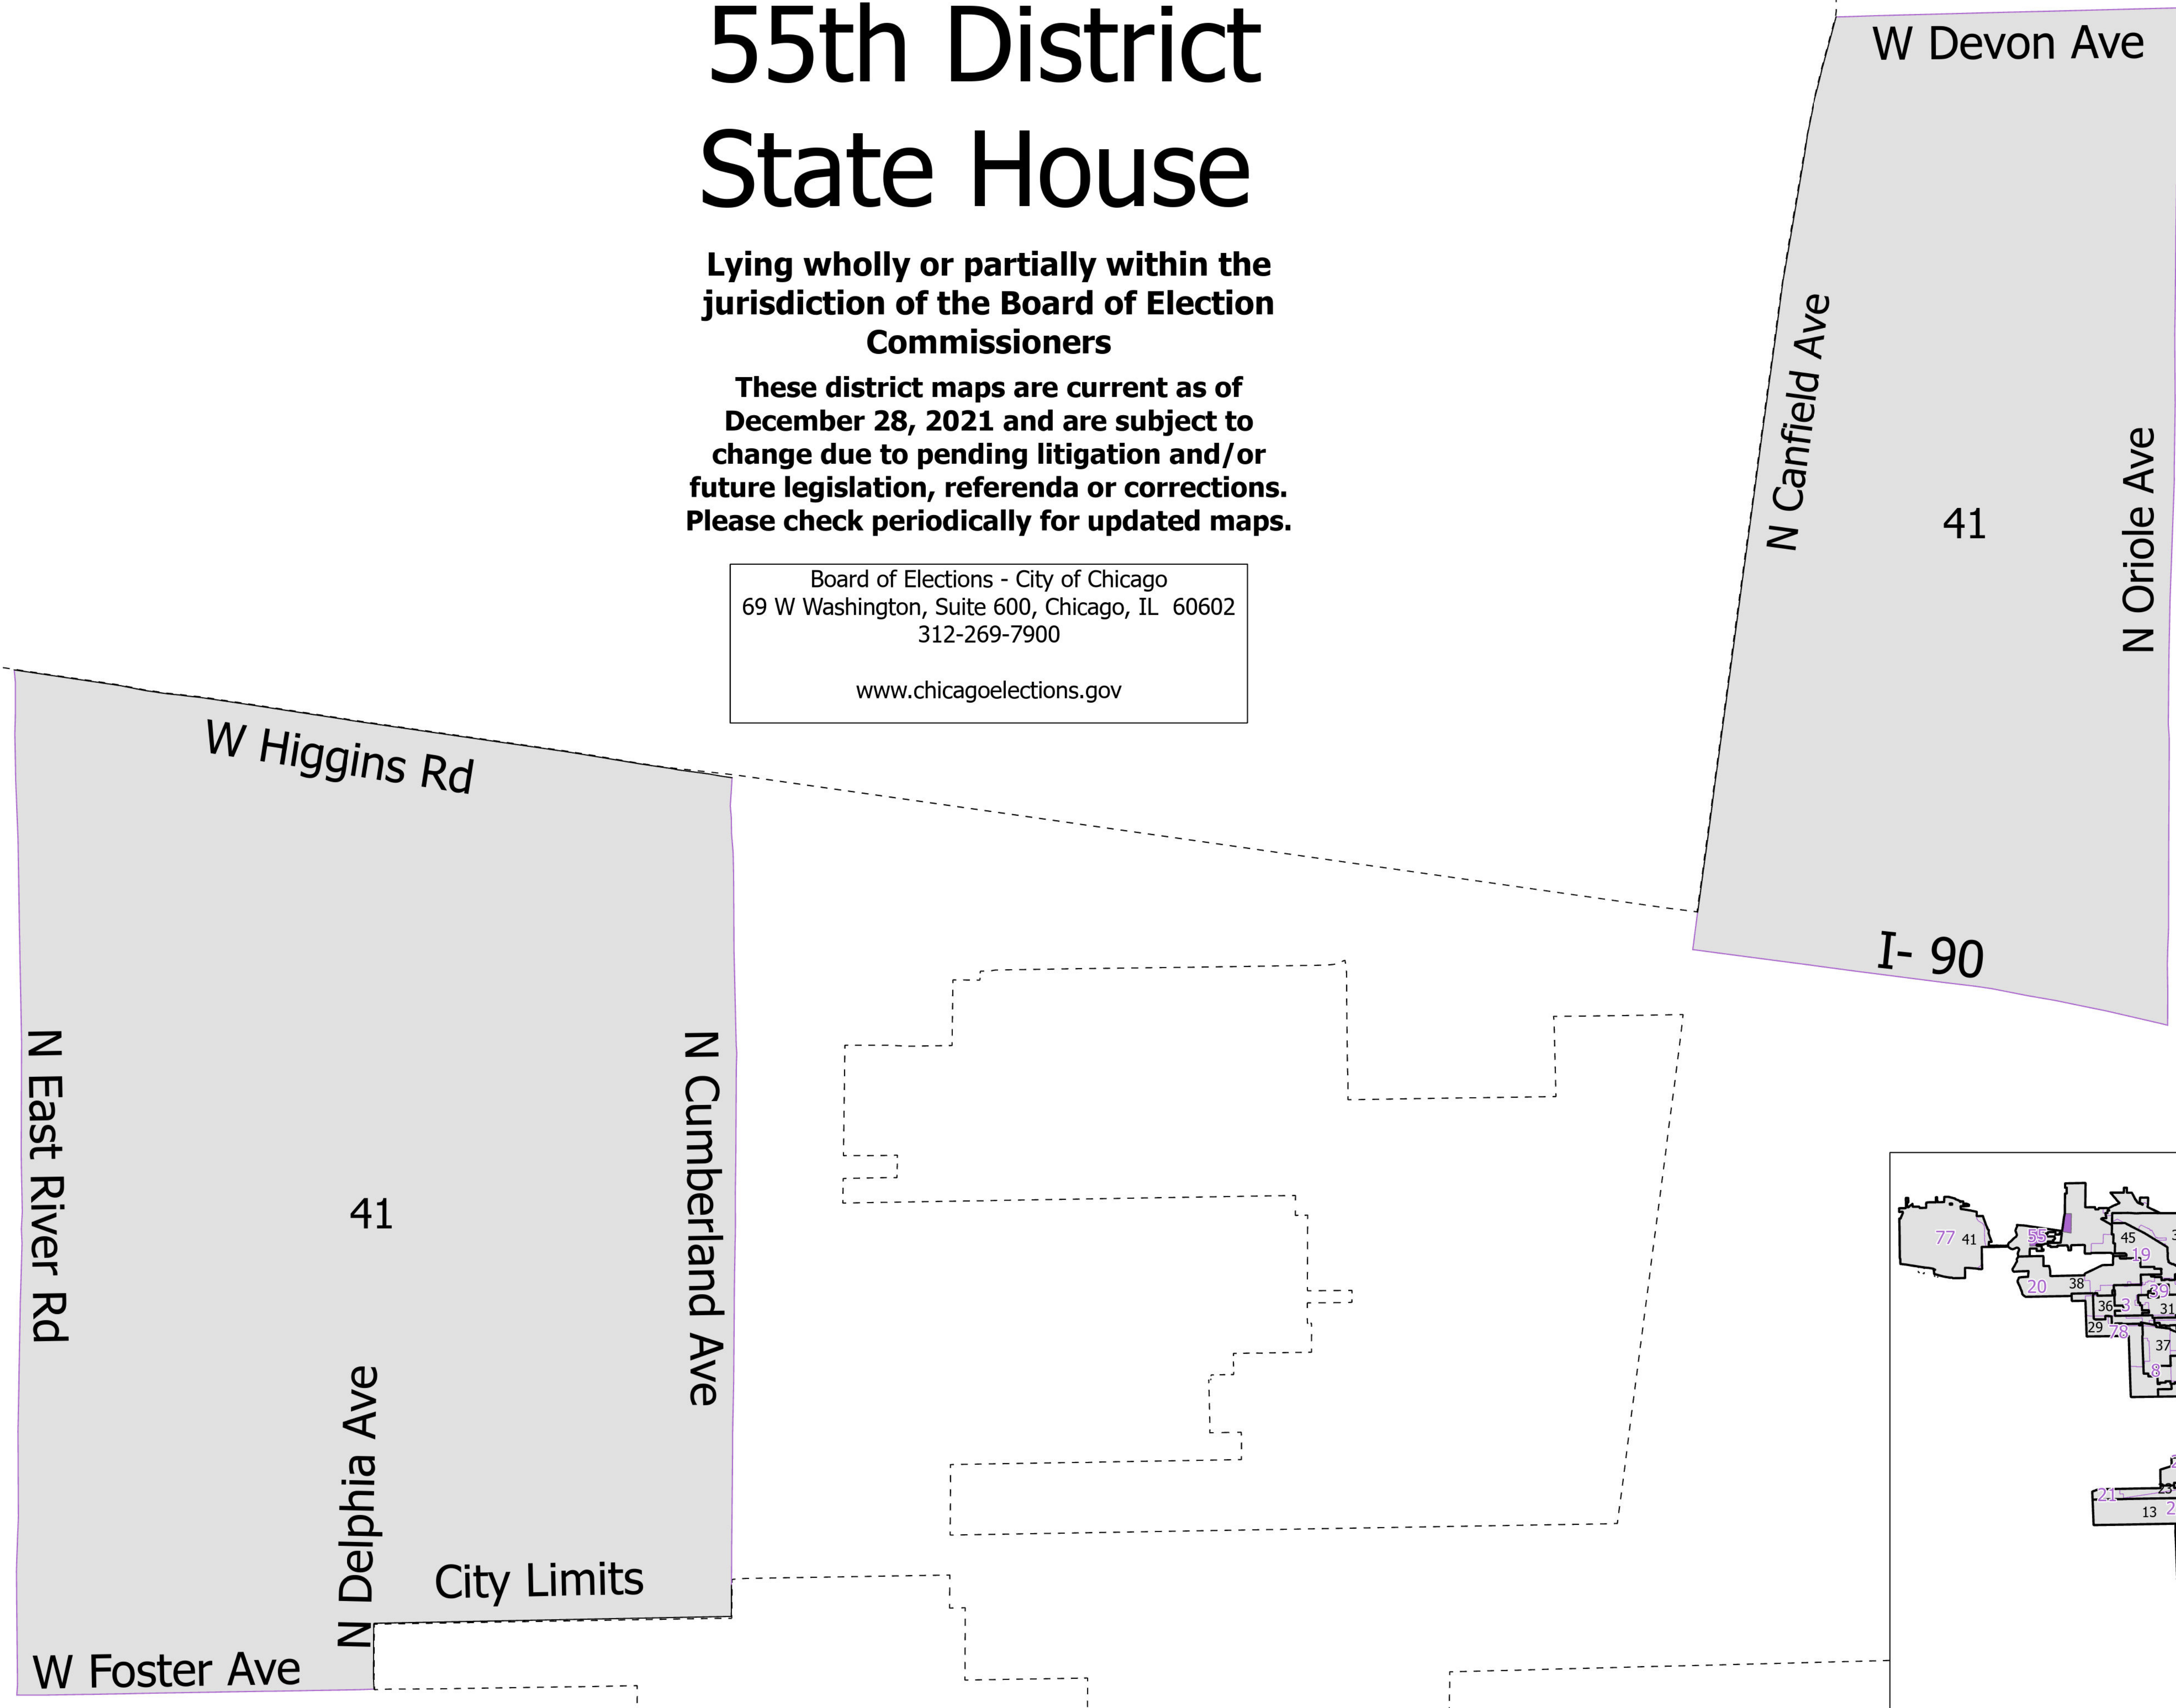 55th District
State House
Lying wholly or partially within the
jurisdiction of the Board of Election
Commissioners
These district maps are current as of
December 28, 2021 and are subject to
change due to pending litigation and/or
future legislation, referenda or corrections.
Please check periodically for updated maps.
Board of Elections - City of Chicago
69 W Washington, Suite 600, Chicago, IL  60602
312-269-7900
www.chicagoelections.gov
W Devon Ave
N Canfield Ave
41
N Oriole Ave
I- 90
W Higgins Rd
N East River Rd
41
N Cumberland Ave
N Delphia Ave
City Limits
W Foster Ave
77 41
55
45
19
20
38
39
36 3
31
29 78
37
8
21
23
13